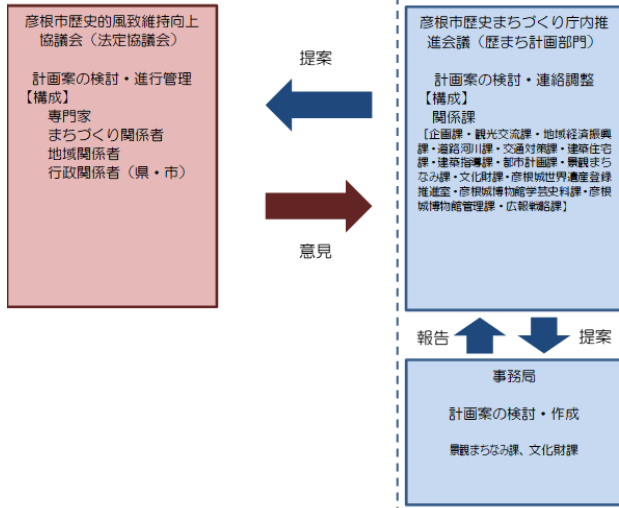 彦根市歴史的風致維持向上
協議会(法定協議会)
計画案の検討・進行管理
【構成】
専門家
まちづくり関係者
地域関係者
行政関係者(県・市)
提案
意見
彦根市歴史まちづくり庁内推
進会議(歴まち計画部門)
計画案の検討・連絡調整
【構成】
関係課
[企画課・観光交流課・地域経済振興
課・道路河川課・交通対策課・建築住宅
課・建築指導課・都市計画課・景観まち
なみ課・文化財課・彦根城世界遺産登録
推進室・彦根城博物館学芸史料課・彦根
城博物館管理課・広報戦略課】
報告
提案
事務局
計画案の検討・作成
景観まちなみ課、文化財課